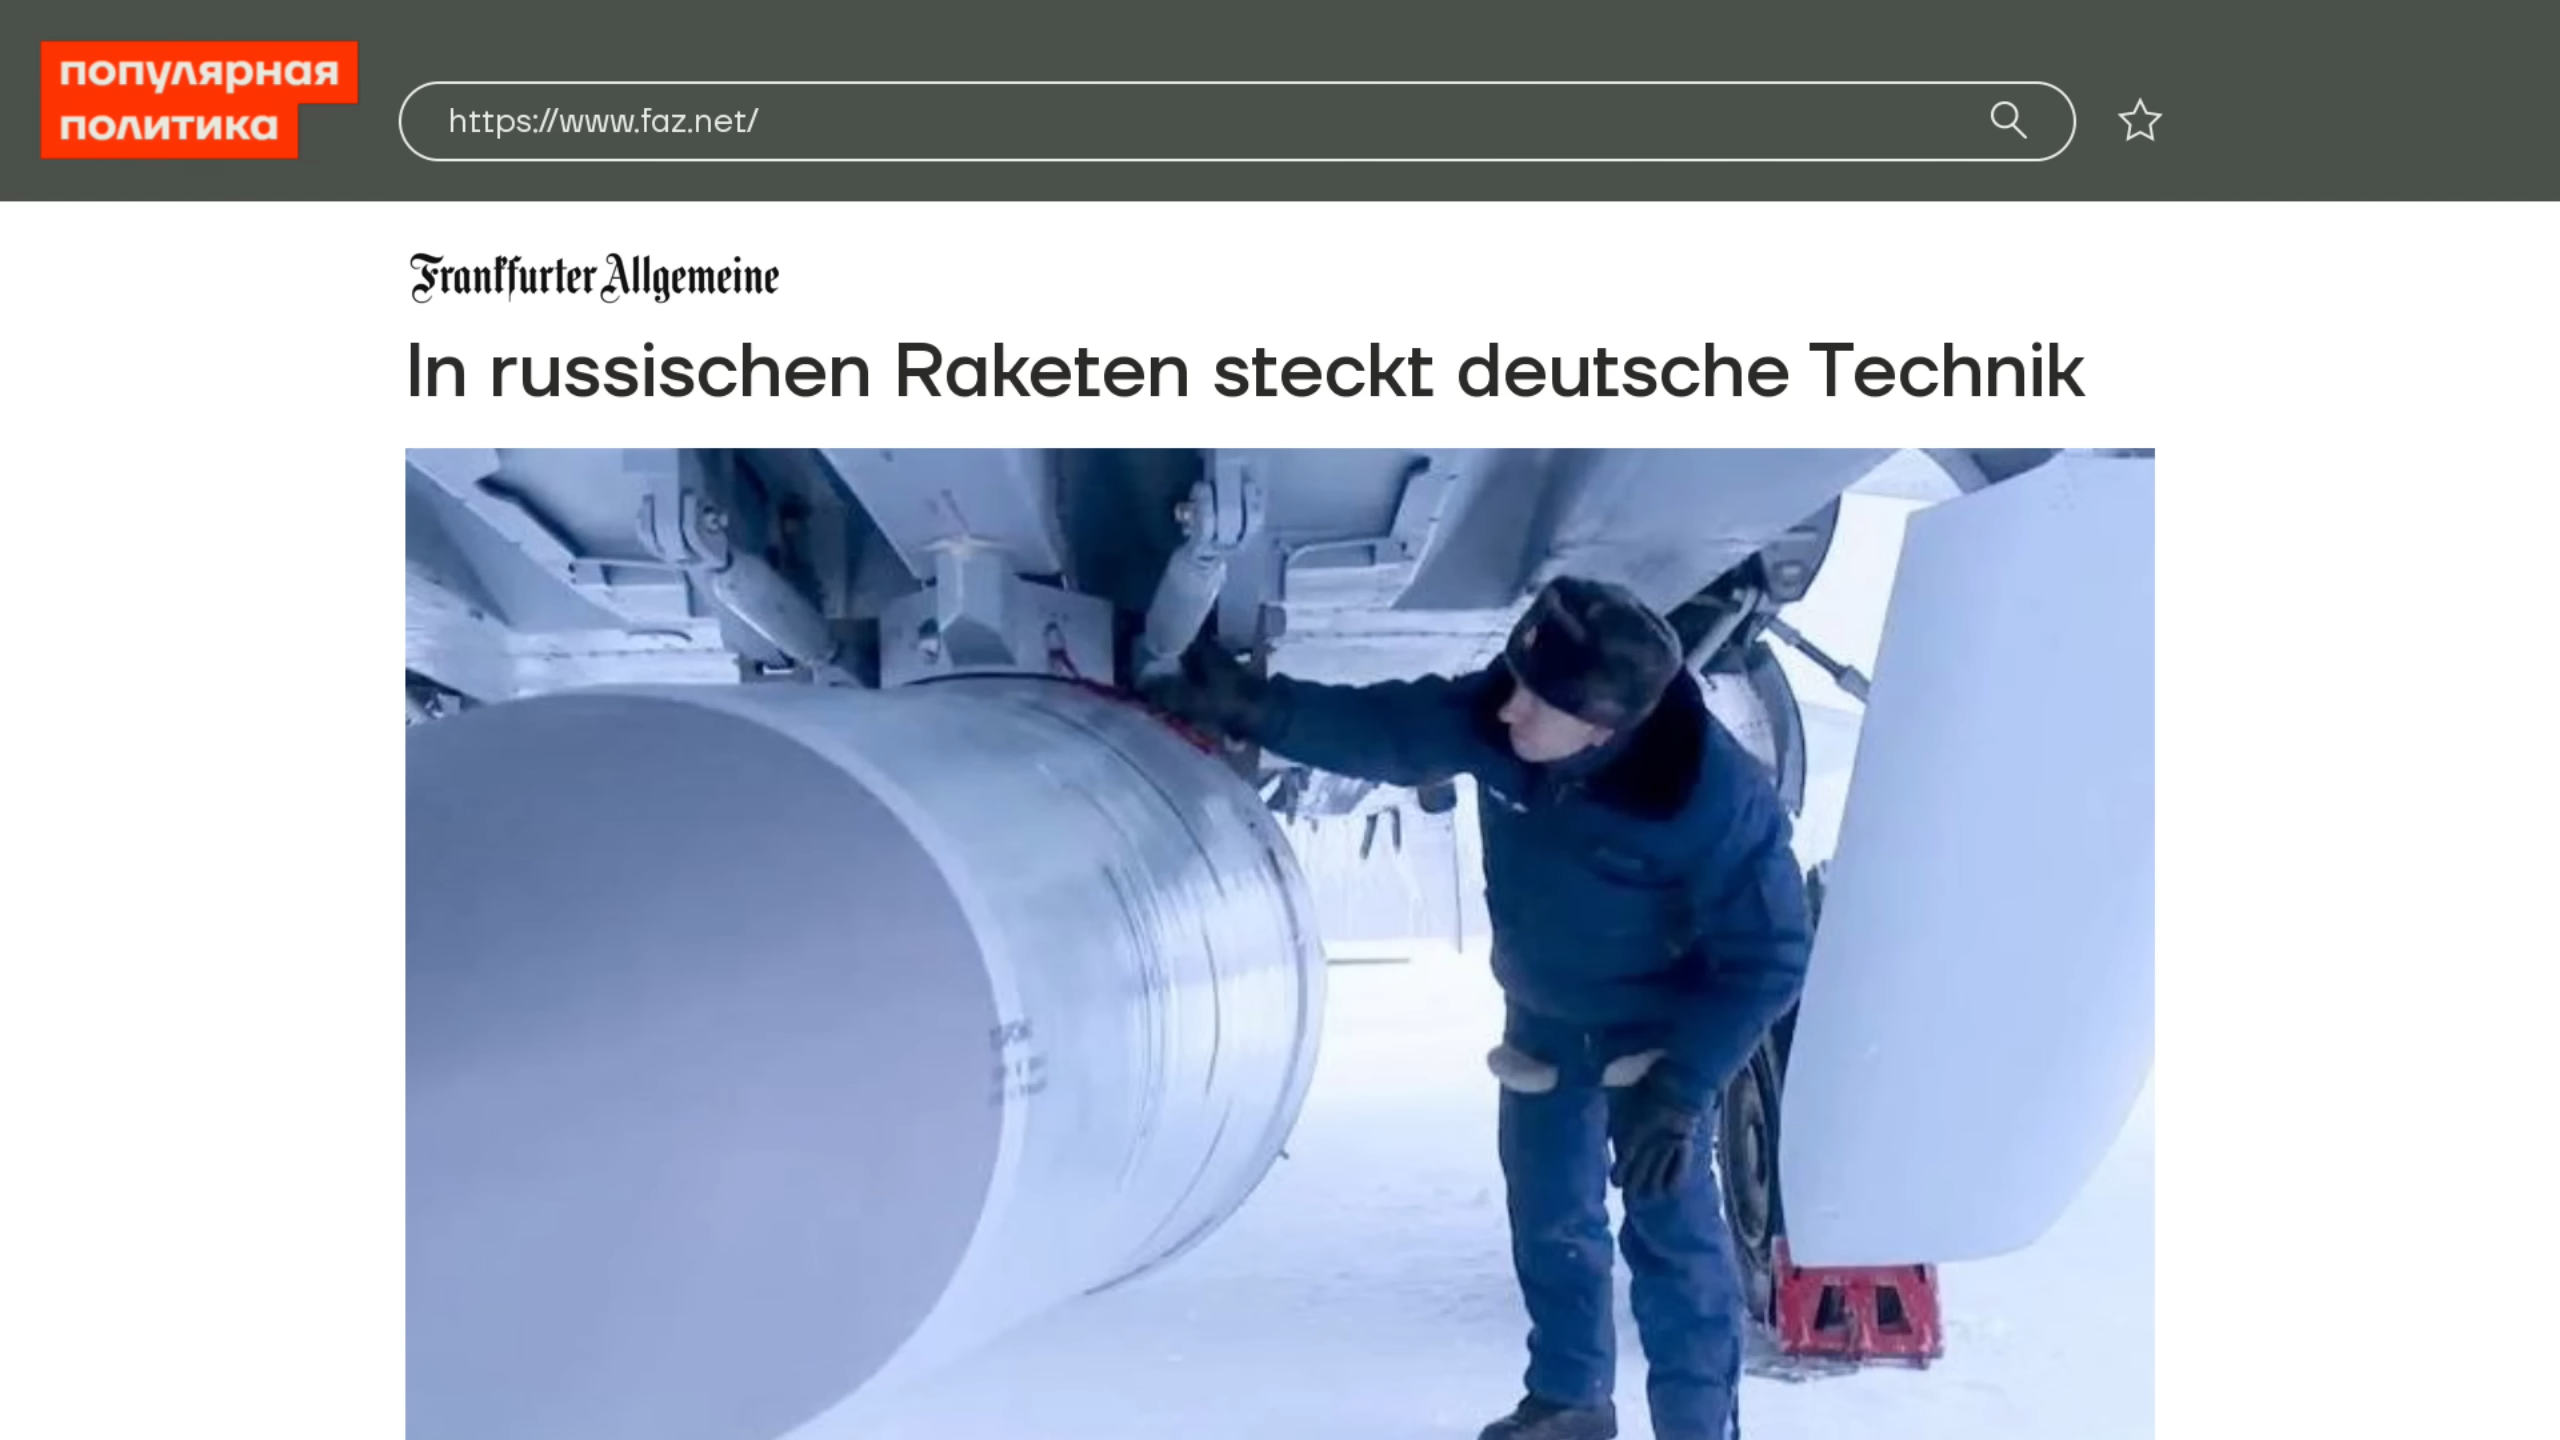 популярная
политика
https://www.faz.net/
Frankfurter Allgemeine
In russischen Raketen steckt deutsche Technik